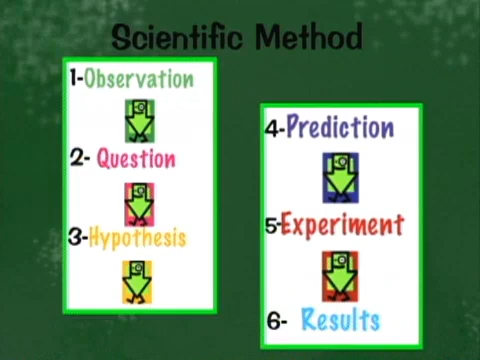 Scientific Method
1-Observation
2- Question
3-Hypothesis
4-Prediction
5-Experiment
6- Results